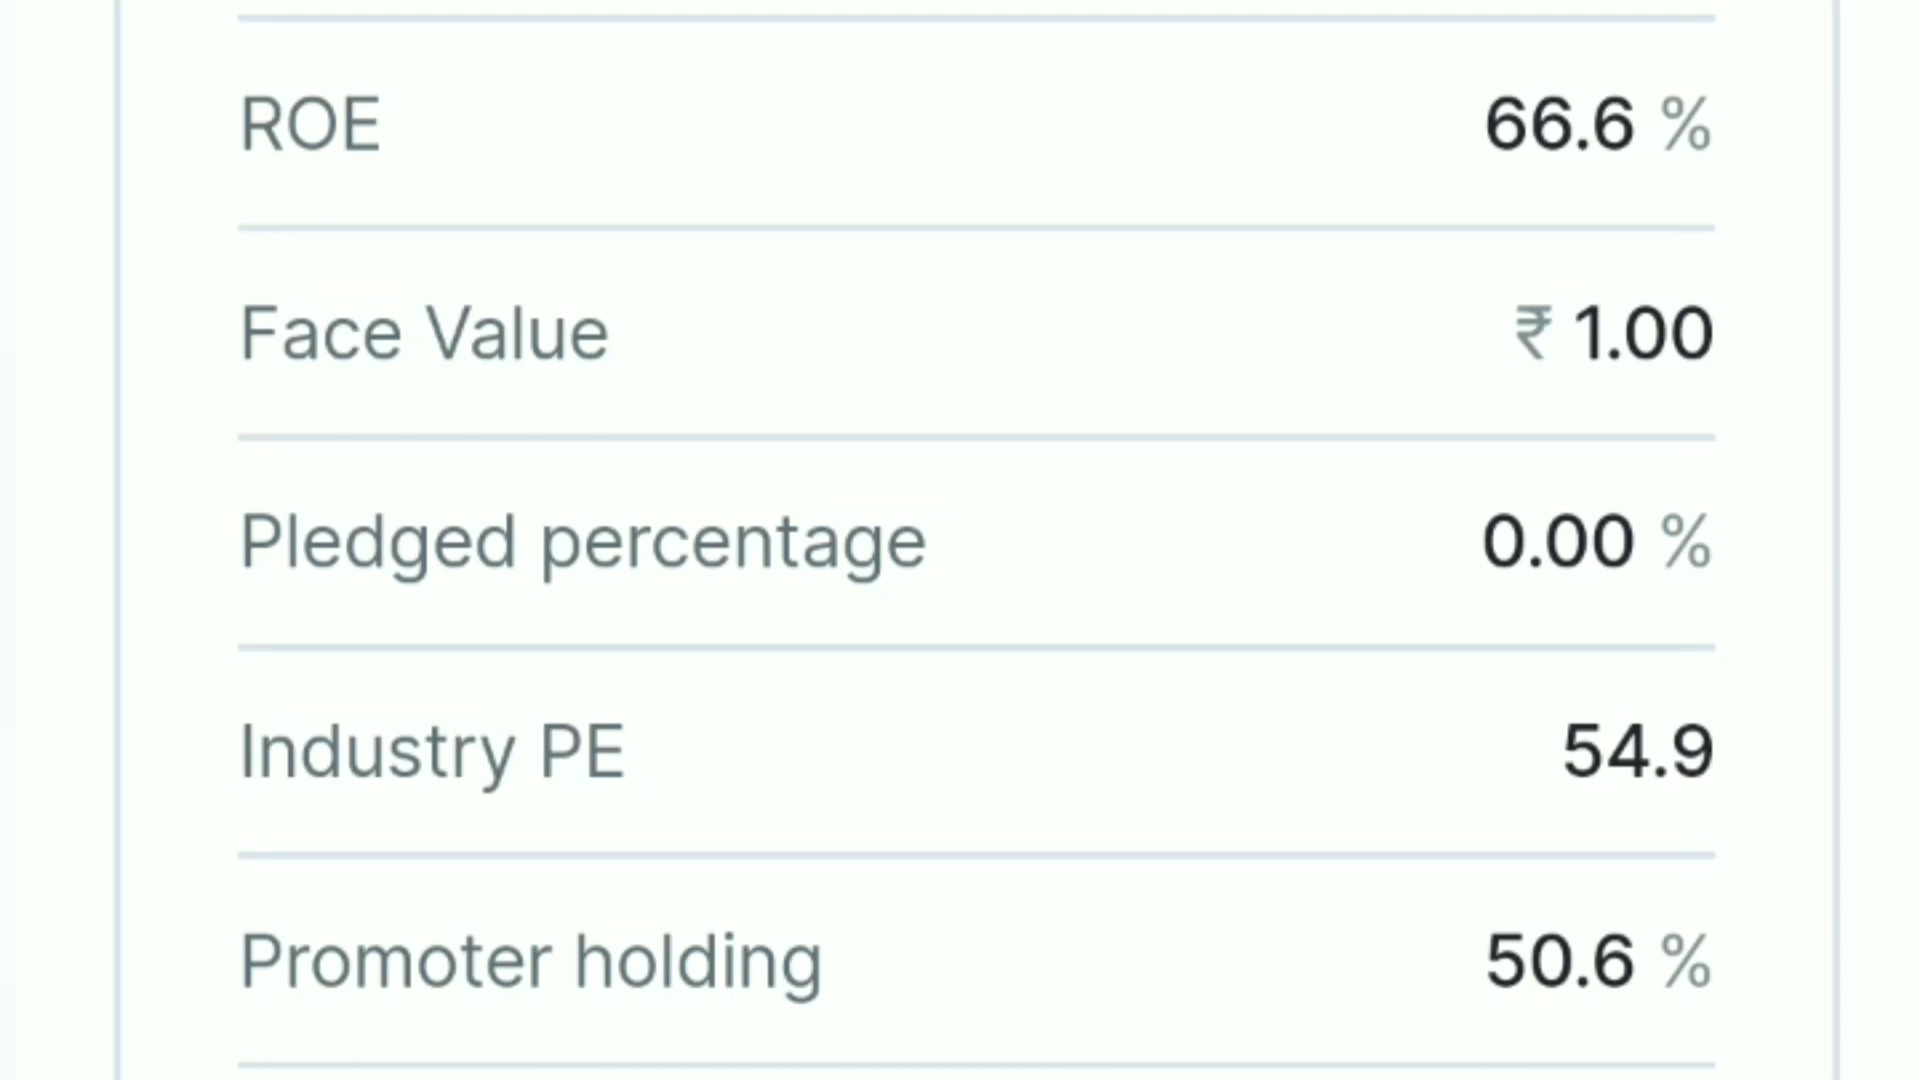 ROE 66.6 %
Face Value ₹ 1.00
Pledged percentage 0.00 %
Industry PE 54.9
Promoter holding 50.6 %